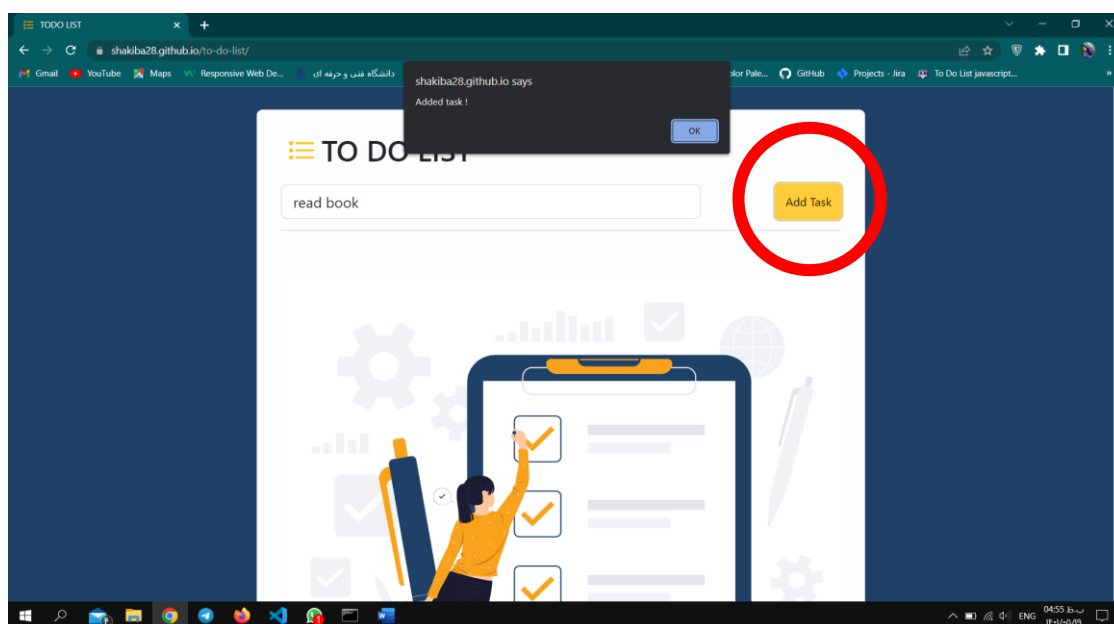 TODO LIST
shakiba28.github.io/to-do-list/
Gmail YouTube Maps Responsive Web De... دانشگاه فنی و حرفه ای olor Pale... GitHub Projects - Jira To Do List javascript...
shakiba28.github.io says
Added task !
OK
TO DO LIST
read book
Add Task
ENG 04:55 ب.ظ